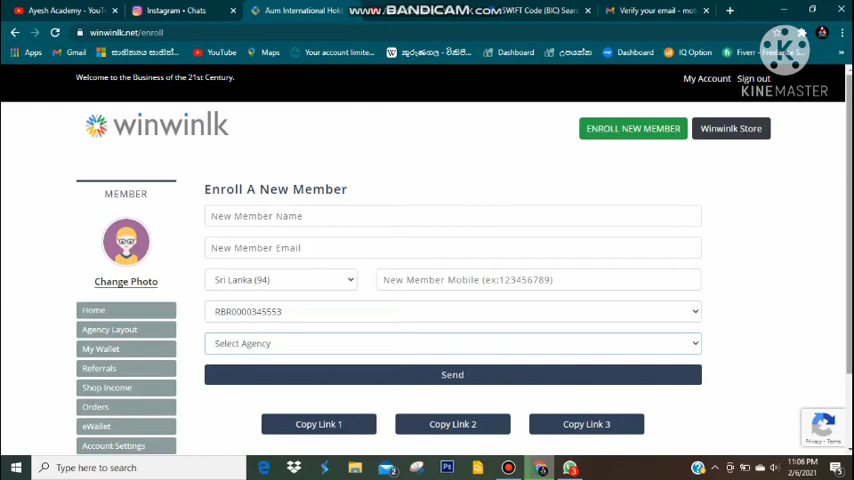 Ayesh Academy - YouT
Instagram • Chats
Aum International Hold
www.BANDICAM.com
SWIFT Code (BIC) Sear
Verify your email - mot
winwinlk.net/enroll
Apps
Gmail
YouTube
Maps
Your account limite...
Dashboard
උපයන්න
Dashboard
IQ Option
Fiverr - Freelance S
Welcome to the Business of the 21st Century.
My Account
Sign out
KINEMASTER
winwinlk
ENROLL NEW MEMBER
Winwinlk Store
MEMBER
Enroll A New Member
New Member Name
New Member Email
Change Photo
Sri Lanka (94)
New Member Mobile (ex:123456789)
Home
RBR0000345553
Agency Layout
Select Agency
My Wallet
Referrals
Send
Shop Income
Orders
Copy Link 1
Copy Link 2
Copy Link 3
eWallet
Account Settings
Privacy - Terms
Type here to search
11:06 PM
2/6/2021